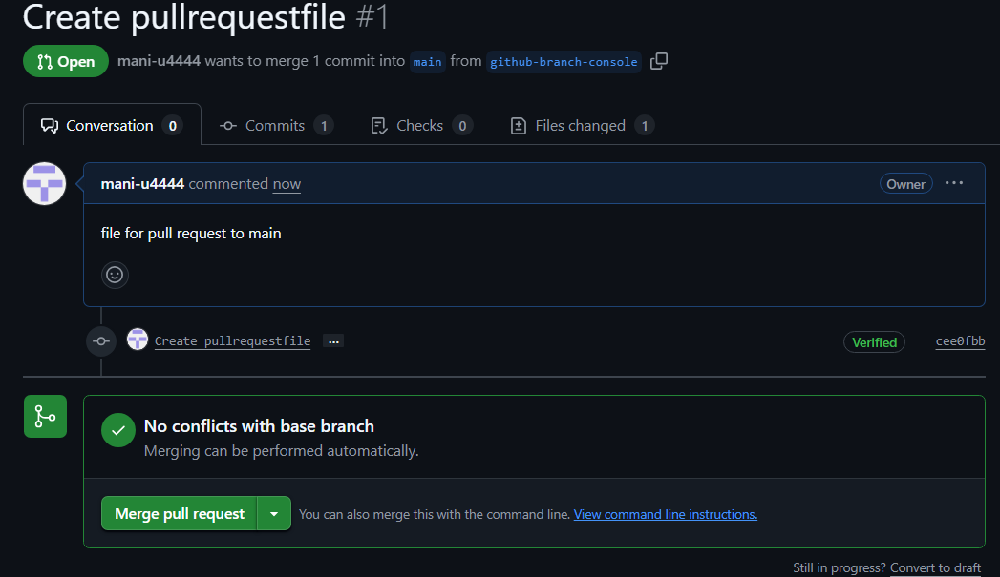 Create pullrequestfile #1
Open mani-u4444 wants to merge 1 commit into main from github-branch-console
Conversation 0 Commits 1 Checks 0 Files changed 1
mani-u4444 commented now Owner ...
file for pull request to main
Create pullrequestfile ... Verified cee0fbb
No conflicts with base branch
Merging can be performed automatically.
Merge pull request You can also merge this with the command line. View command line instructions.
Still in progress? Convert to draft